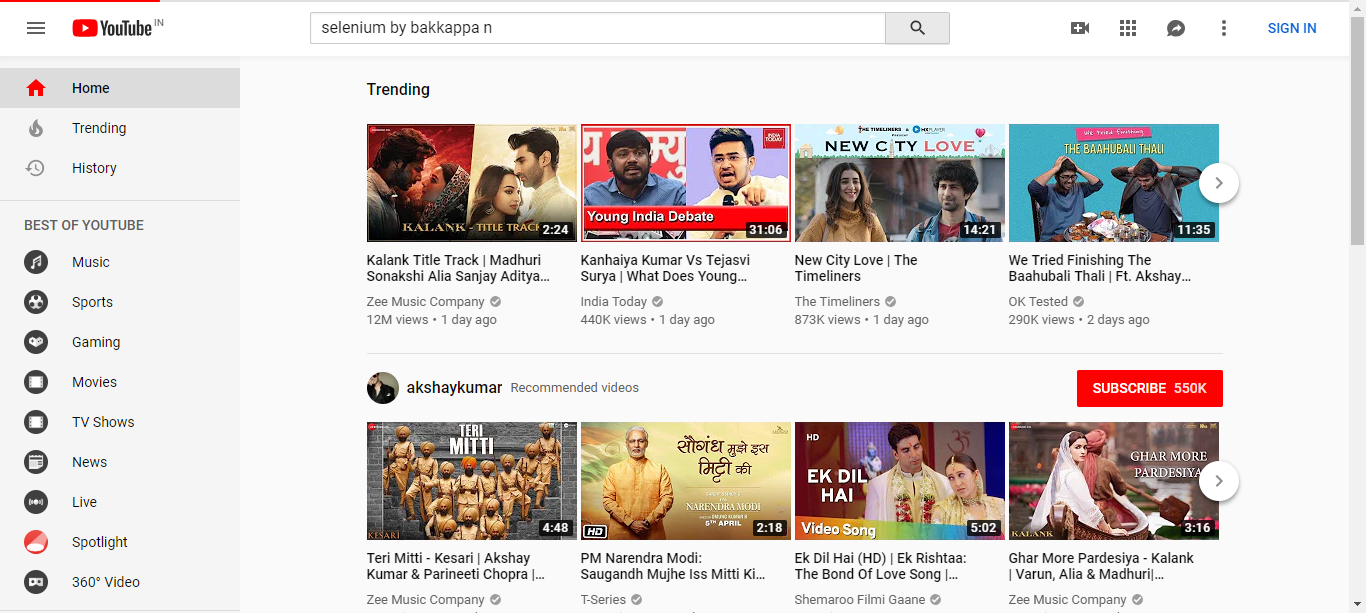 YouTube IN
selenium by bakkappa n
SIGN IN
Home
Trending
History
BEST OF YOUTUBE
Music
Sports
Gaming
Movies
TV Shows
News
Live
Spotlight
360° Video
Trending
KALANK - TITLE TRACK
2:24
INDIA TODAY
Young India Debate
31:06
THE TIMELINERS & MXPLAYER
NEW CITY LOVE
14:21
We Tried Finishing
THE BAAHUBALI THALI
11:35
Kalank Title Track | Madhuri
Sonakshi Alia Sanjay Aditya...
Zee Music Company
12M views • 1 day ago
Kanhaiya Kumar Vs Tejasvi
Surya | What Does Young...
India Today
440K views • 1 day ago
New City Love | The
Timeliners
The Timeliners
873K views • 1 day ago
We Tried Finishing The
Baahubali Thali | Ft. Akshay...
OK Tested
290K views • 2 days ago
akshaykumar Recommended videos
SUBSCRIBE 550K
TERI
MITTI
KESARI
4:48
सौगंध मुझे इस
मिट्टी की
NARENDRA MODI
5TH APRIL
HD
2:18
HD
EK DIL
HAI
Video Song
5:02
GHAR MORE
PARDESIYA
KALANK
3:16
Teri Mitti - Kesari | Akshay
Kumar & Parineeti Chopra |...
Zee Music Company
PM Narendra Modi:
Saugandh Mujhe Iss Mitti Ki...
T-Series
Ek Dil Hai (HD) | Ek Rishtaa:
The Bond Of Love Song |...
Shemaroo Filmi Gaane
Ghar More Pardesiya - Kalank
| Varun, Alia & Madhuri|...
Zee Music Company